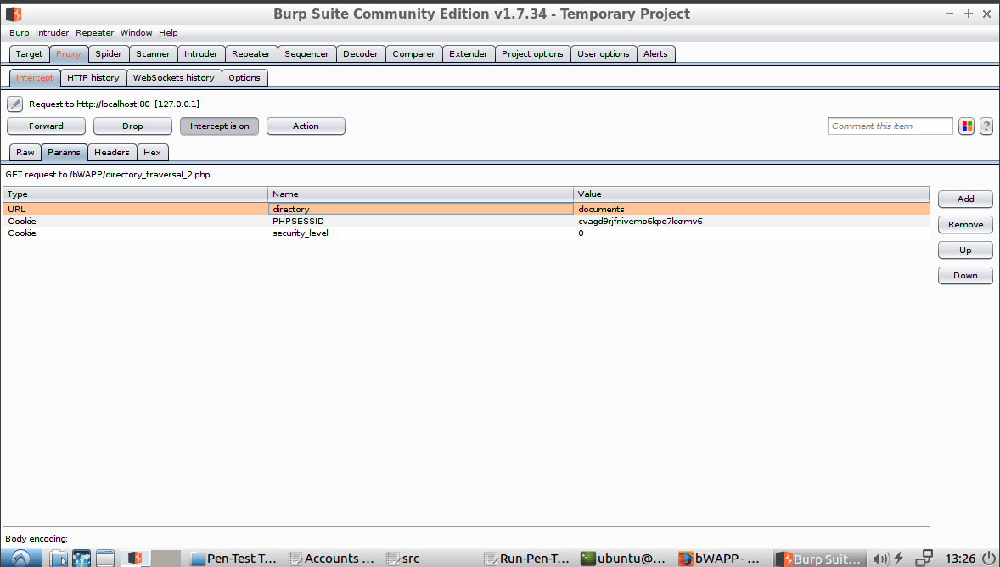 Burp Suite Community Edition v1.7.34 - Temporary Project
Burp Intruder Repeater Window Help
Target Proxy Spider Scanner Intruder Repeater Sequencer Decoder Comparer Extender Project options User options Alerts
Intercept HTTP history WebSockets history Options
Request to http://localhost:80 [127.0.0.1]
Forward Drop Intercept is on Action Comment this item ?
Raw Params Headers Hex
GET request to /bWAPP/directory_traversal_2.php
Type Name Value
URL directory documents
Cookie PHPSESSID cvagd9rjfnivemo6kpq7kkrmv6
Cookie security_level 0
Add
Remove
Up
Down
Body encoding:
Pen-Test T... Accounts ... src Run-Pen-T... ubuntu@... bWAPP - ... Burp Suit... 13:26